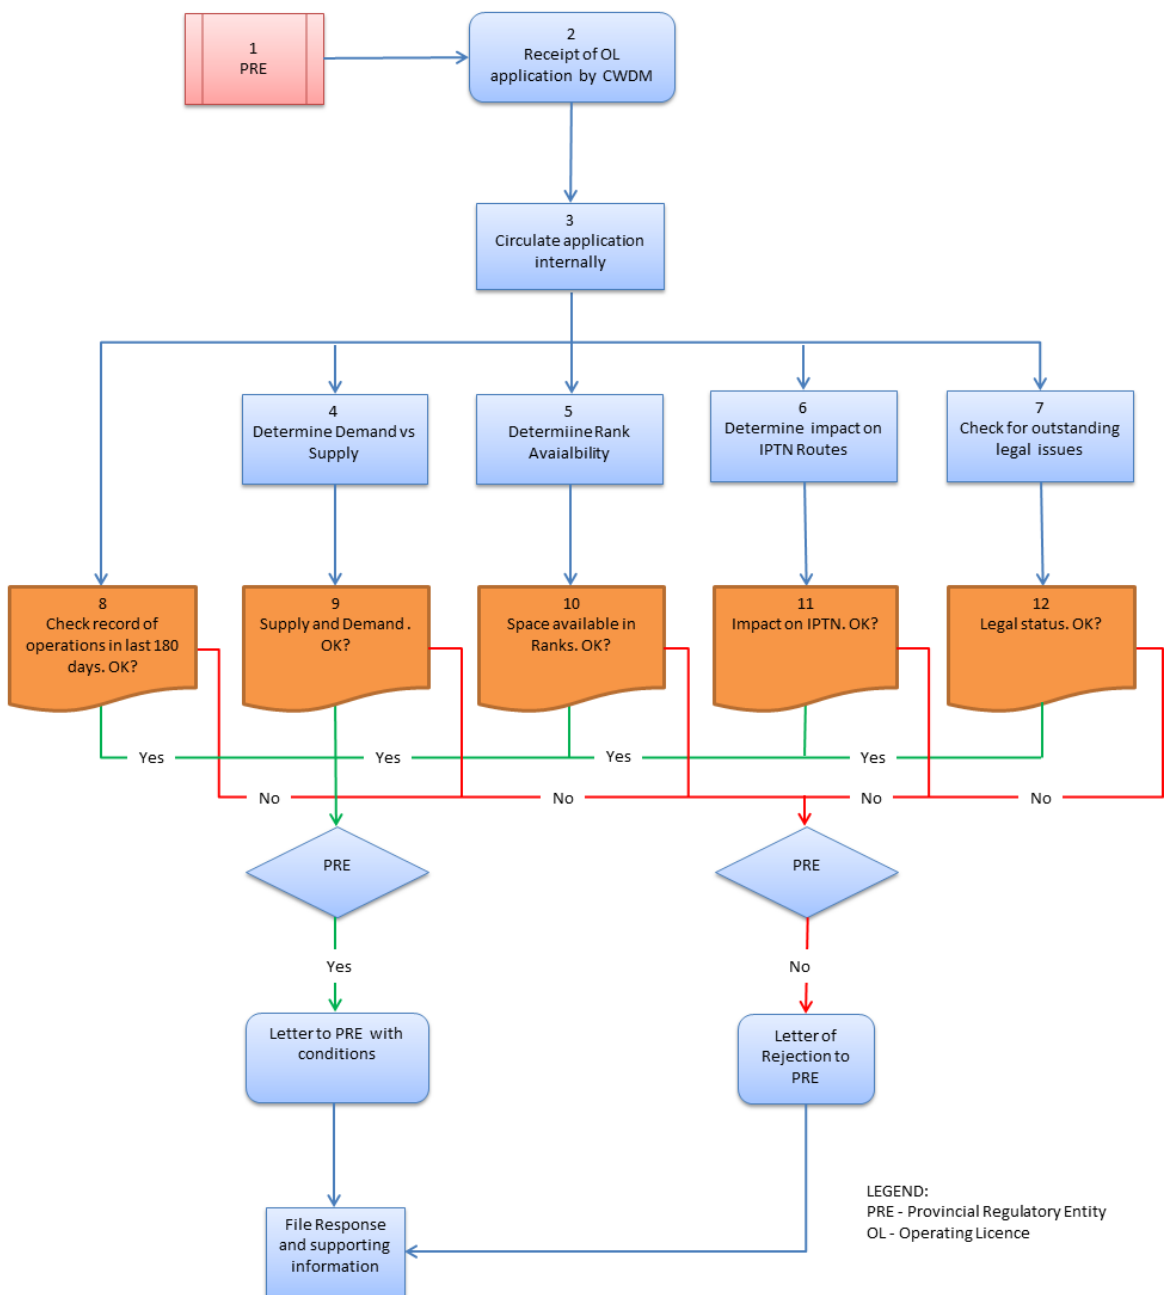 1
PRE
2
Receipt of OL
application by CWDM
3
Circulate application
internally
4
Determine Demand vs
Supply
5
Determiine Rank
Avaialbility
6
Determine impact on
IPTN Routes
7
Check for outstanding
legal issues
8
Check record of
operations in last 180
days. OK?
9
Supply and Demand .
OK?
10
Space available in
Ranks. OK?
11
Impact on IPTN. OK?
12
Legal status. OK?
Yes
Yes
Yes
Yes
No
No
No
No
PRE
PRE
Yes
No
Letter to PRE with
conditions
Letter of
Rejection to
PRE
File Response
and supporting
information
LEGEND:
PRE - Provincial Regulatory Entity
OL - Operating Licence